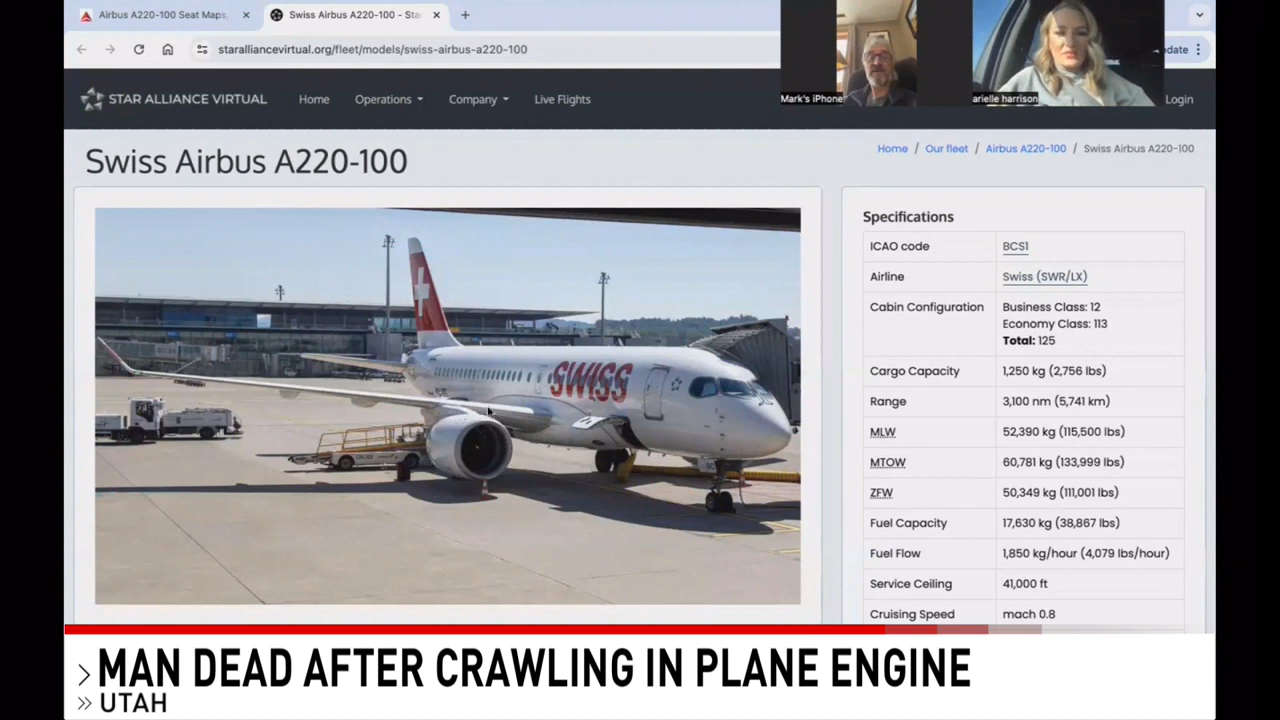 Airbus A220-100 Seat Maps,
Swiss Airbus A220-100 - Sta
staralliancevirtual.org/fleet/models/swiss-airbus-a220-100
date
Mark's iPhone
arielle harrison
STAR ALLIANCE VIRTUAL
Home
Operations
Company
Live Flights
Login
Swiss Airbus A220-100
Home / Our fleet / Airbus A220-100 / Swiss Airbus A220-100
SWISS
Specifications
ICAO code BCS1
Airline Swiss (SWR/LX)
Cabin Configuration Business Class: 12
Economy Class: 113
Total: 125
Cargo Capacity 1,250 kg (2,756 lbs)
Range 3,100 nm (5,741 km)
MLW 52,390 kg (115,500 lbs)
MTOW 60,781 kg (133,999 lbs)
ZFW 50,349 kg (111,001 lbs)
Fuel Capacity 17,630 kg (38,867 lbs)
Fuel Flow 1,850 kg/hour (4,079 lbs/hour)
Service Ceiling 41,000 ft
Cruising Speed mach 0.8
MAN DEAD AFTER CRAWLING IN PLANE ENGINE
UTAH